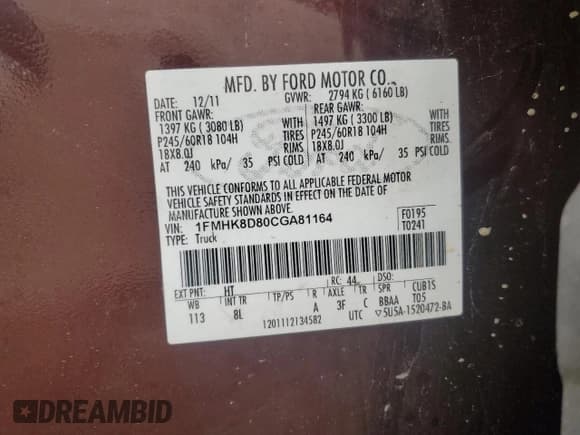 MFD. BY FORD MOTOR CO.
DATE: 12/11 GVWR: 2794 KG ( 6160 LB)
FRONT GAWR: REAR GAWR:
1397 KG ( 3080 LB) WITH 1497 KG ( 3300 LB) WITH
P245/60R18 104H TIRES P245/60R18 104H TIRES
18X8.0J RIMS 18X8.0J RIMS
AT 240 kPa/ 35 PSI COLD AT 240 kPa/ 35 PSI COLD
THIS VEHICLE CONFORMS TO ALL APPLICABLE FEDERAL MOTOR
VEHICLE SAFETY STANDARDS IN EFFECT ON THE DATE OF
MANUFACTURE SHOWN ABOVE.
VIN: 1FMHK8D80CGA81164 F0195
TYPE: Truck T0241
EXT PNT: HT RC: 44 DSO:
WB INT TR TP/PS R AXLE TR SPR CUB1S
113 8L A 3F C BBAA T05
1201112134582 UTC ▽5U5A-1520472-BA
DREAMBID